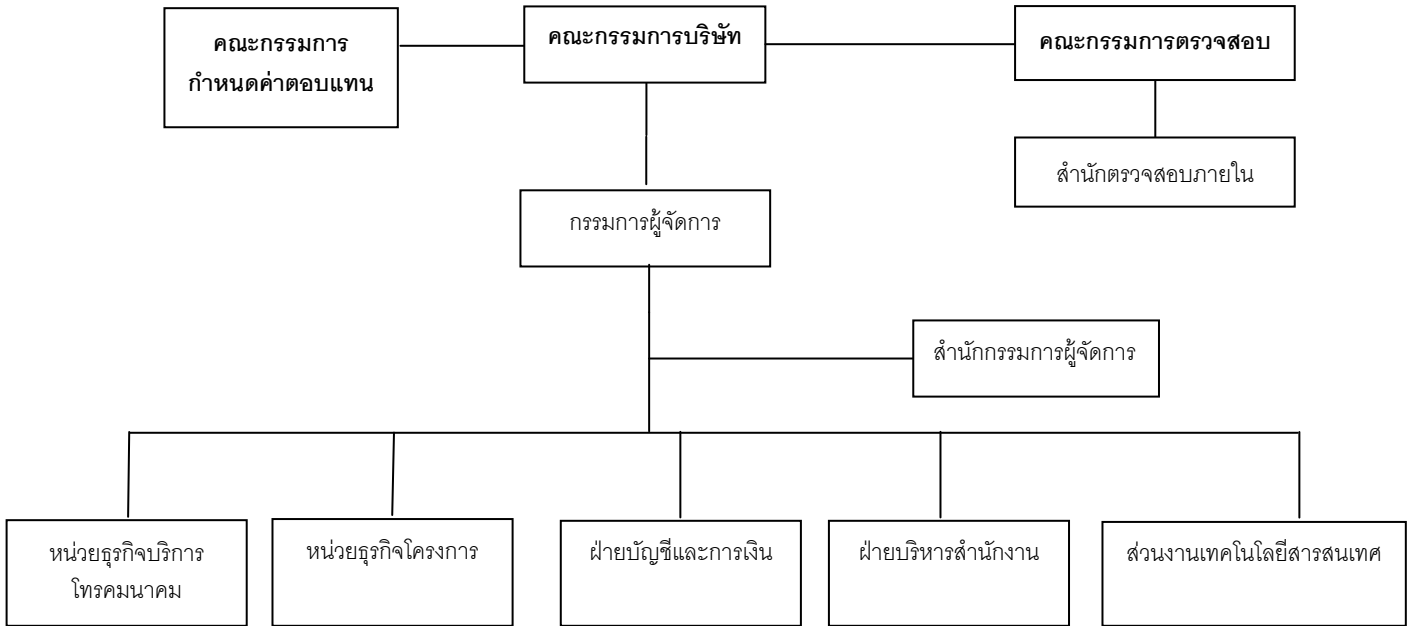 คณะกรรมการ
กำหนดค่าตอบแทน
คณะกรรมการบริษัท
คณะกรรมการตรวจสอบ
สำนักตรวจสอบภายใน
กรรมการผู้จัดการ
สำนักกรรมการผู้จัดการ
หน่วยธุรกิจบริการ
โทรคมนาคม
หน่วยธุรกิจโครงการ
ฝ่ายบัญชีและการเงิน
ฝ่ายบริหารสำนักงาน
ส่วนงานเทคโนโลยีสารสนเทศ